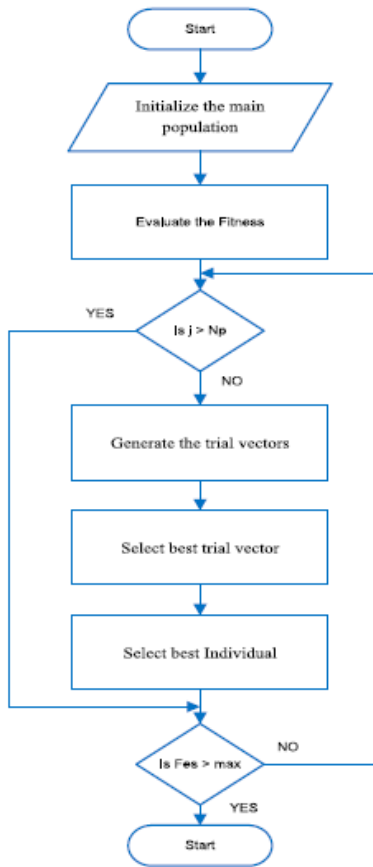 Start
Initialize the main
population
Evaluate the Fitness
YES
Is j > Np
NO
Generate the trial vectors
Select best trial vector
Select best Individual
NO
Is Fes > max
YES
Start